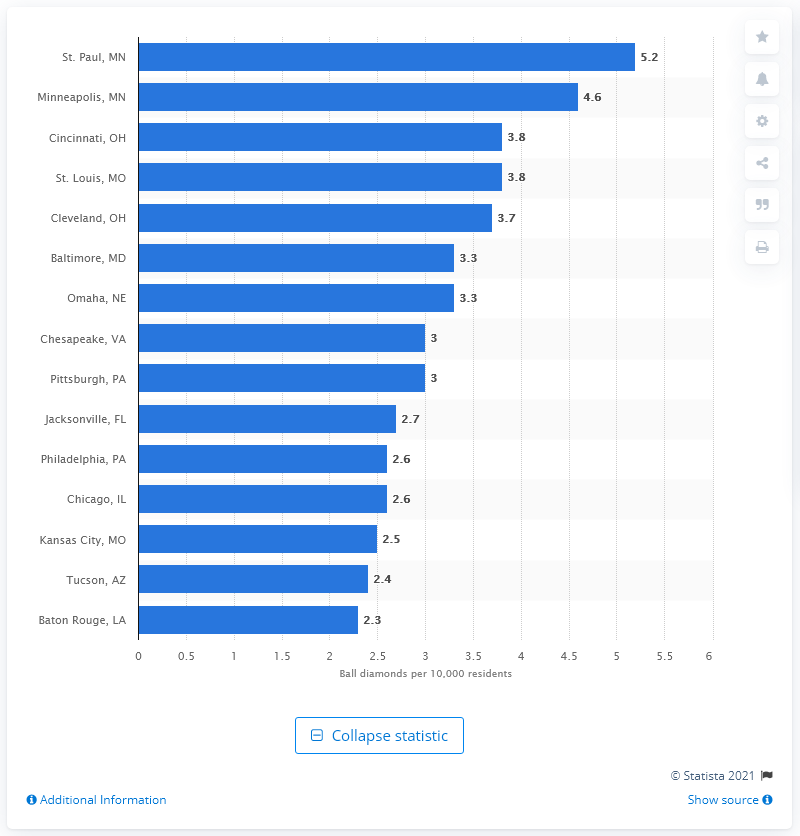 St. Paul, MN 5.2
Minneapolis, MN 4.6
Cincinnati, OH 3.8
St. Louis, MO 3.8
Cleveland, OH 3.7
Baltimore, MD 3.3
Omaha, NE 3.3
Chesapeake, VA 3
Pittsburgh, PA 3
Jacksonville, FL 2.7
Philadelphia, PA 2.6
Chicago, IL 2.6
Kansas City, MO 2.5
Tucson, AZ 2.4
Baton Rouge, LA 2.3
0 0.5 1 1.5 2 2.5 3 3.5 4 4.5 5 5.5 6
Ball diamonds per 10,000 residents
Collapse statistic
© Statista 2021
Additional Information Show source